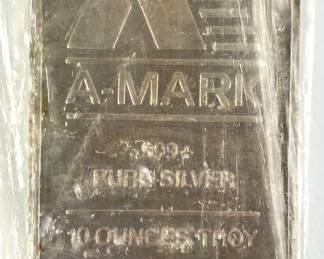 A-MARK
.999+
PURE SILVER
10 OUNCES TROY